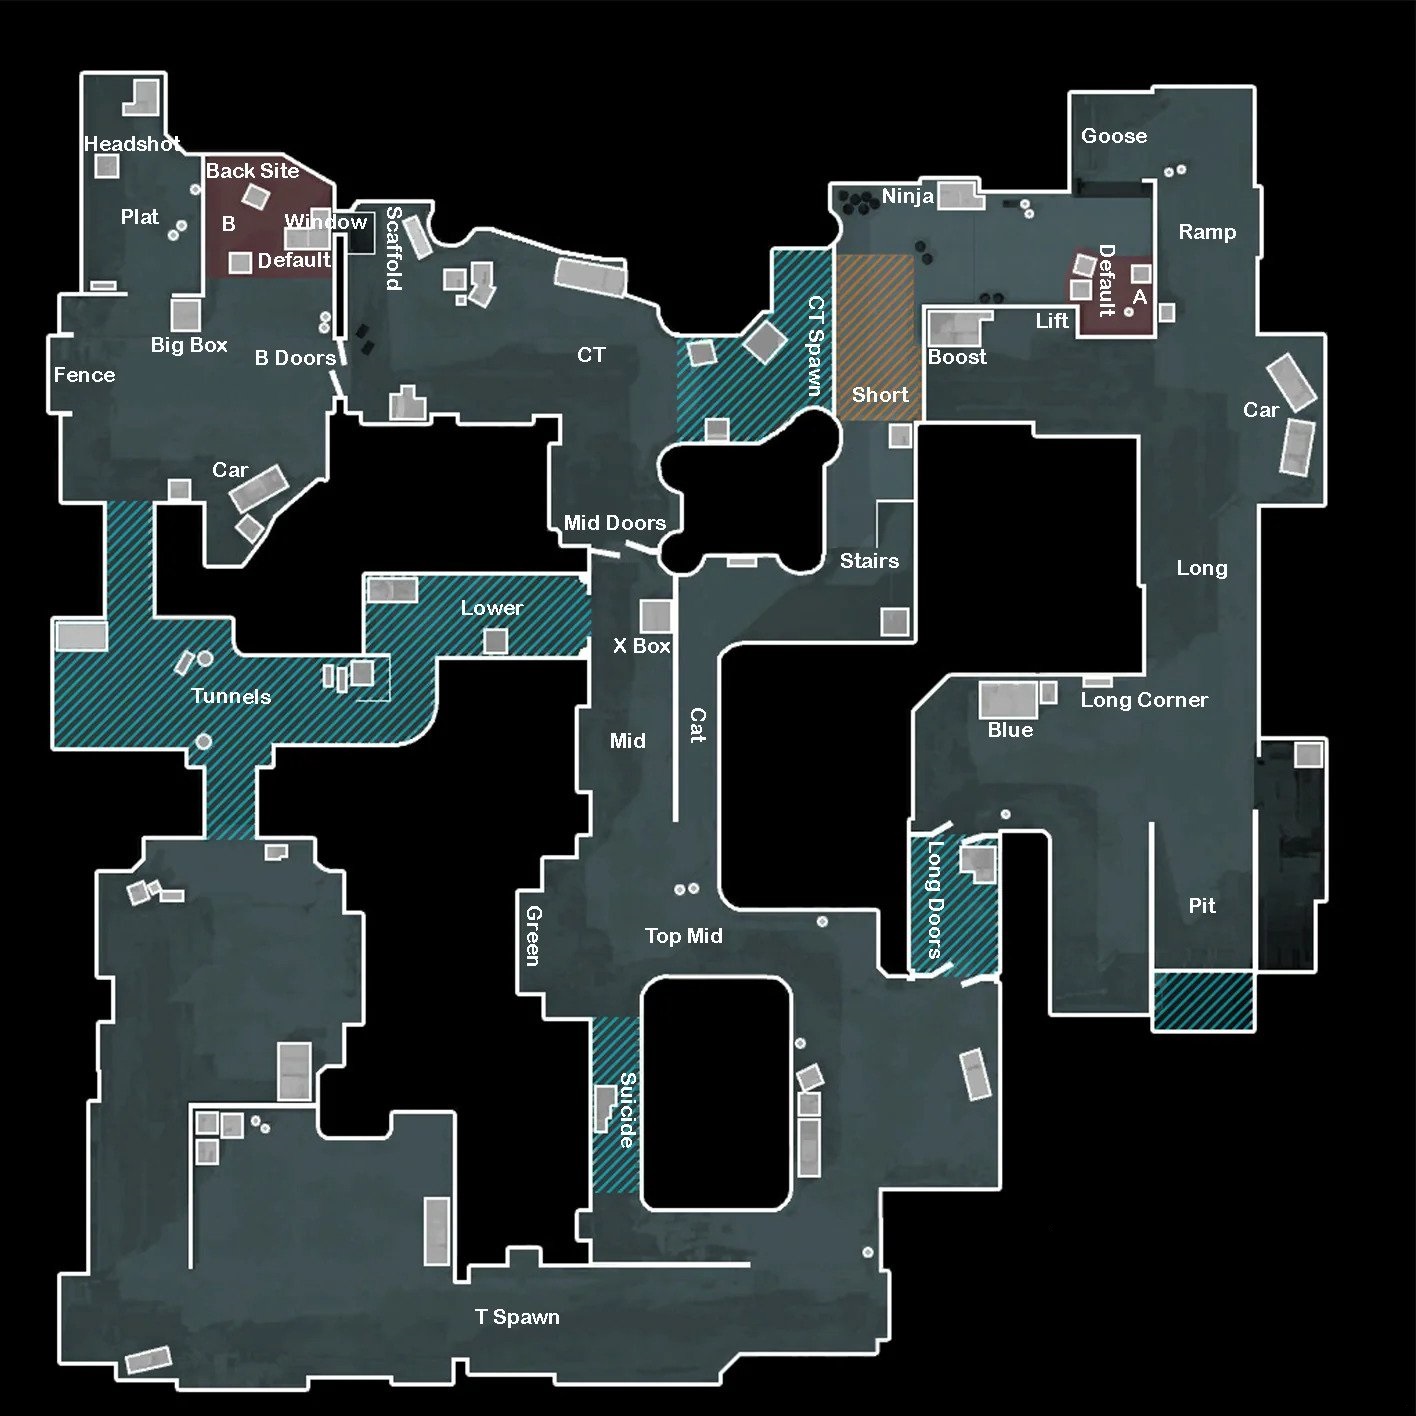 Goose
Headshot
Back Site
Ninja
Plat
B
Window
Scaffold
Ramp
Default
Default
A
CT Spawn
Lift
Big Box
B Doors
CT
Boost
Fence
Short
Car
Car
Mid Doors
Stairs
Long
Lower
X Box
Tunnels
Long Corner
Cat
Blue
Mid
Long Doors
Pit
Green
Top Mid
Suicide
T Spawn